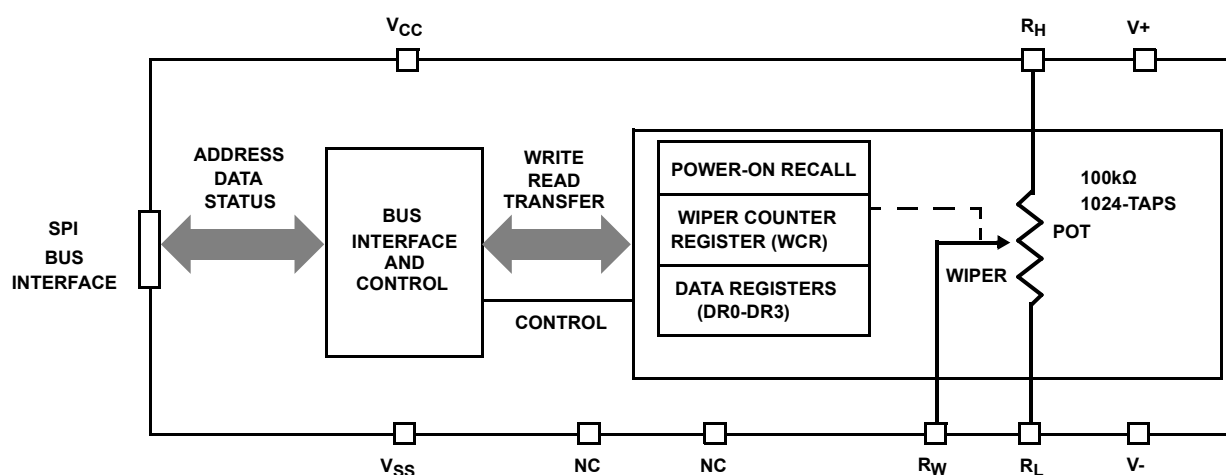 VCC
RH
V+
ADDRESS
DATA
STATUS
WRITE
READ
TRANSFER
SPI
BUS
INTERFACE
BUS
INTERFACE
AND
CONTROL
CONTROL
POWER-ON RECALL
WIPER COUNTER
REGISTER (WCR)
DATA REGISTERS
(DR0-DR3)
100kΩ
1024-TAPS
POT
WIPER
VSS
NC
NC
RW
RL
V-